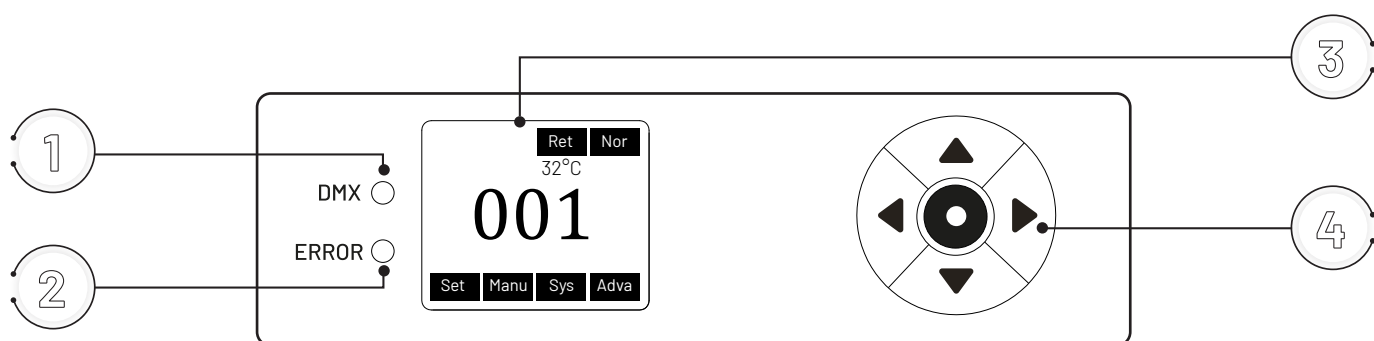 3
Ret Nor
1
32°C
DMX
001
4
ERROR
2
Set Manu Sys Adva